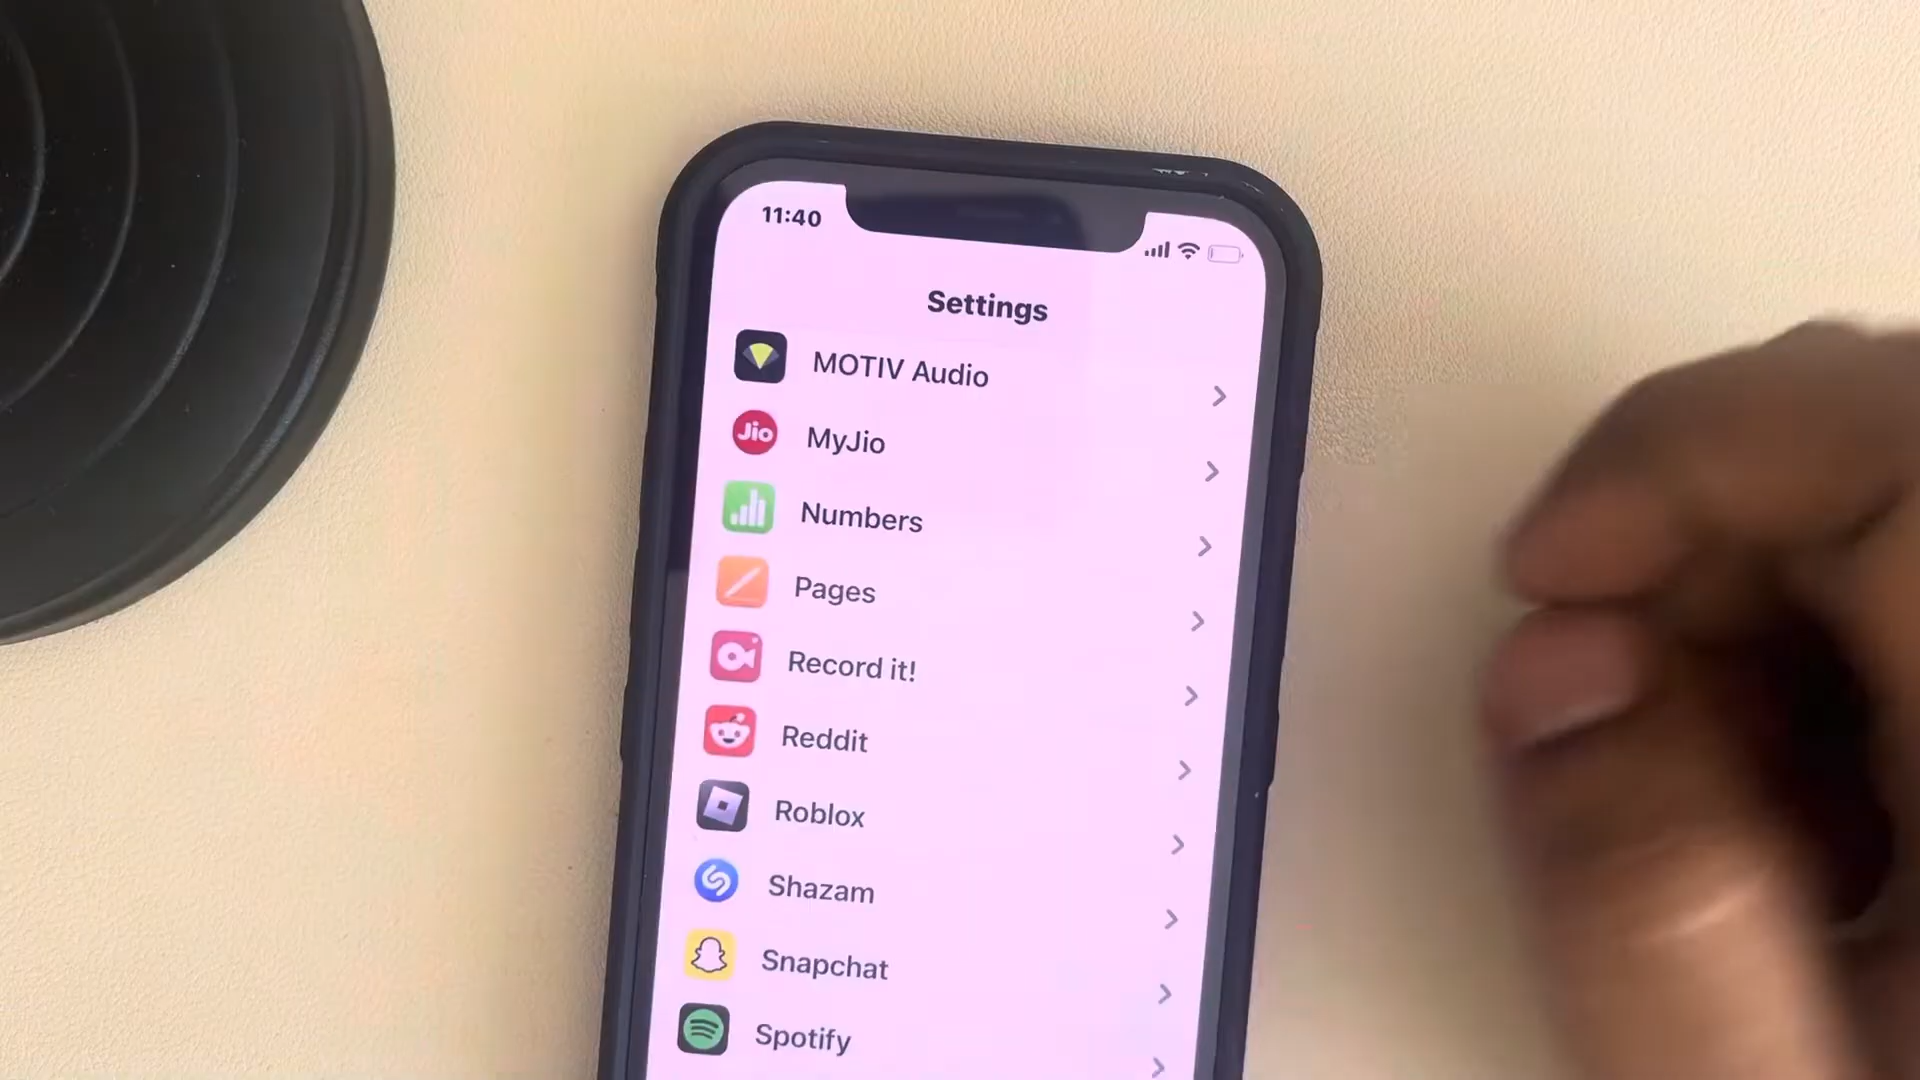 11:40
Settings
MOTIV Audio
Jio
MyJio
Numbers
Pages
Record it!
Reddit
Roblox
Shazam
Snapchat
Spotify